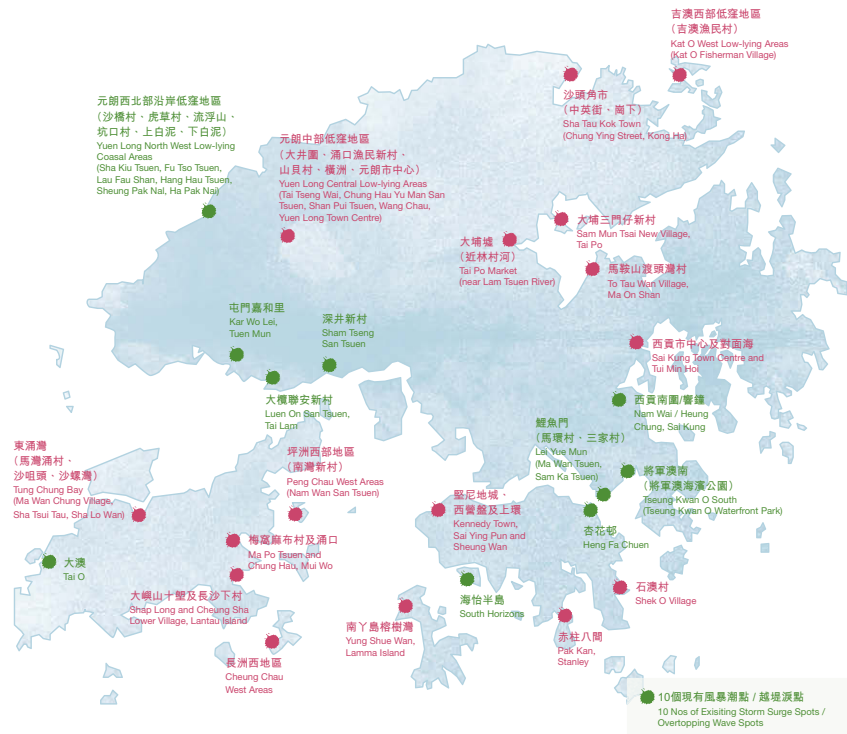 吉澳西部低窪地區
（吉澳漁民村）
Kat O West Low-lying Areas
(Kat O Fisherman Village)
沙頭角市
（中英街、崗下）
Sha Tau Kok Town
(Chung Ying Street, Kong Ha)
元朗西北部沿岸低窪地區
（沙橋村、虎草村、流浮山、
坑口村、上白泥、下白泥）
Yuen Long North West Low-lying
Coasal Areas
(Sha Kiu Tsuen, Fu Tso Tsuen,
Lau Fau Shan, Hang Hau Tsuen,
Sheung Pak Nai, Ha Pak Nai)
元朗中部低窪地區
（大井圍、涌口漁民新村、
山貝村、橫洲、元朗市中心）
Yuen Long Central Low-lying Areas
(Tai Tseng Wai, Chung Hau Yu Man San
Tsuen, Shan Pui Tsuen, Wang Chau,
Yuen Long Town Centre)
大埔三門仔新村
Sam Mun Tsai New Village,
Tai Po
大埔墟
（近林村河）
Tai Po Market
(near Lam Tsuen River)
馬鞍山渡頭灣村
To Tau Wan Village,
Ma On Shan
屯門嘉和里
Kar Wo Lei,
Tuen Mun
深井新村
Sham Tseng
San Tsuen
西貢市中心及對面海
Sai Kung Town Centre and
Tui Min Hoi
大欖聯安新村
Luen On San Tsuen,
Tai Lam
西貢南圍/響鐘
Nam Wai / Heung
Chung, Sai Kung
鯉魚門
（馬環村、三家村）
Lei Yue Mun
(Ma Wan Tsuen,
Sam Ka Tsuen)
東涌灣
（馬灣涌村、
沙咀頭、沙螺灣）
Tung Chung Bay
(Ma Wan Chung Village,
Sha Tsui Tau, Sha Lo Wan)
坪洲西部地區
（南灣新村）
Peng Chau West Areas
(Nam Wan San Tsuen)
將軍澳南
（將軍澳海濱公園）
Tseung Kwan O South
(Tseung Kwan O Waterfront Park)
堅尼地城、
西營盤及上環
Kennedy Town,
Sai Ying Pun and
Sheung Wan
杏花邨
Heng Fa Chuen
梅窩麻布村及涌口
Ma Po Tsuen and
Chung Hau, Mui Wo
大澳
Tai O
大嶼山十塱及長沙下村
Shap Long and Cheung Sha
Lower Village, Lantau Island
海怡半島
South Horizons
石澳村
Shek O Village
南丫島榕樹灣
Yung Shue Wan,
Lamma Island
赤柱八間
Pak Kan,
Stanley
長洲西地區
Cheung Chau
West Areas
10個現有風暴潮點 / 越堤淚點
10 Nos of Exisiting Storm Surge Spots /
Overtopping Wave Spots